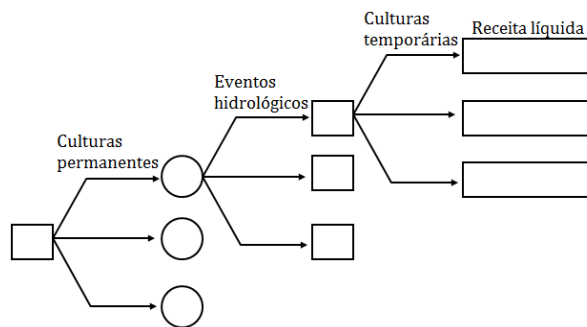 Culturas
temporárias
Receita líquida
Eventos
hidrológicos
Culturas
permanentes